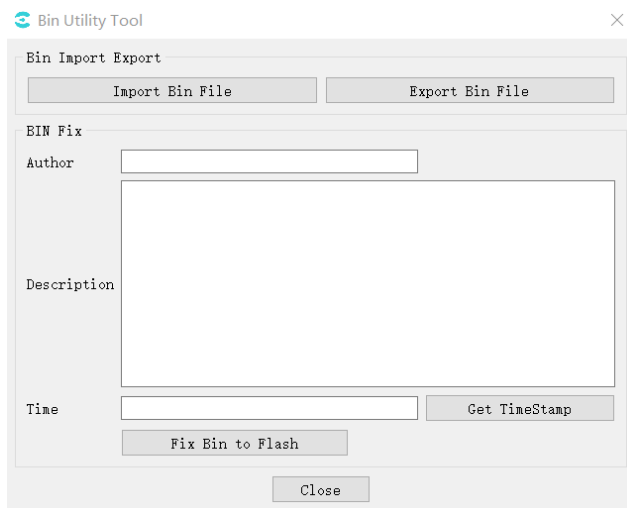 Bin Utility Tool
Bin Import Export
Import Bin File Export Bin File
BIN Fix
Author
Description
Time Get TimeStamp
Fix Bin to Flash
Close